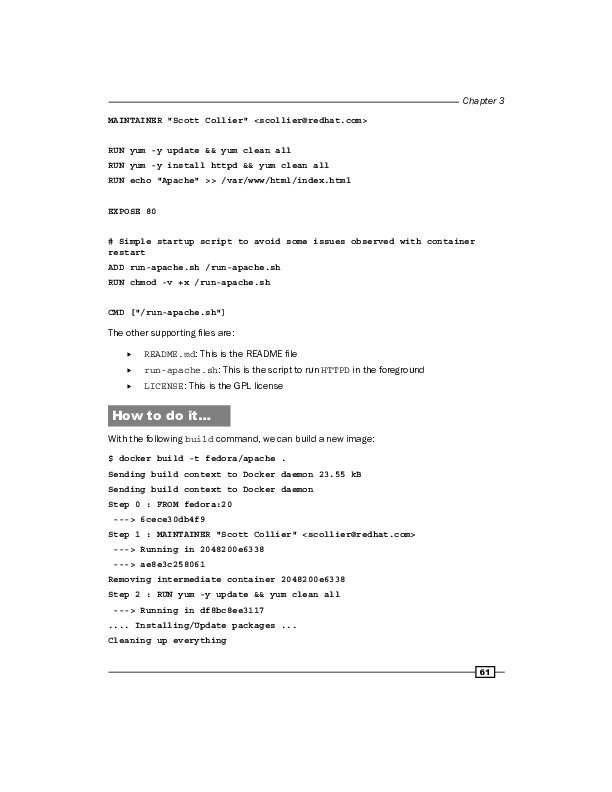 Chapter 3
MAINTAINER "Scott Collier" <scollier@redhat.com>
RUN yum -y update && yum clean all
RUN yum -y install httpd && yum clean all
RUN echo "Apache" >> /var/www/html/index.html
EXPOSE 80
# Simple startup script to avoid some issues observed with container
restart
ADD run-apache.sh /run-apache.sh
RUN chmod -v +x /run-apache.sh
CMD ["/run-apache.sh"]
The other supporting files are:
▶ README.md: This is the README file
▶ run-apache.sh: This is the script to run HTTPD in the foreground
▶ LICENSE: This is the GPL license
How to do it...
With the following build command, we can build a new image:
$ docker build -t fedora/apache .
Sending build context to Docker daemon 23.55 kB
Sending build context to Docker daemon
Step 0 : FROM fedora:20
---> 6cece30db4f9
Step 1 : MAINTAINER "Scott Collier" <scollier@redhat.com>
---> Running in 2048200e6338
---> ae8e3c258061
Removing intermediate container 2048200e6338
Step 2 : RUN yum -y update && yum clean all
---> Running in df8bc8ee3117
.... Installing/Update packages ...
Cleaning up everything
61